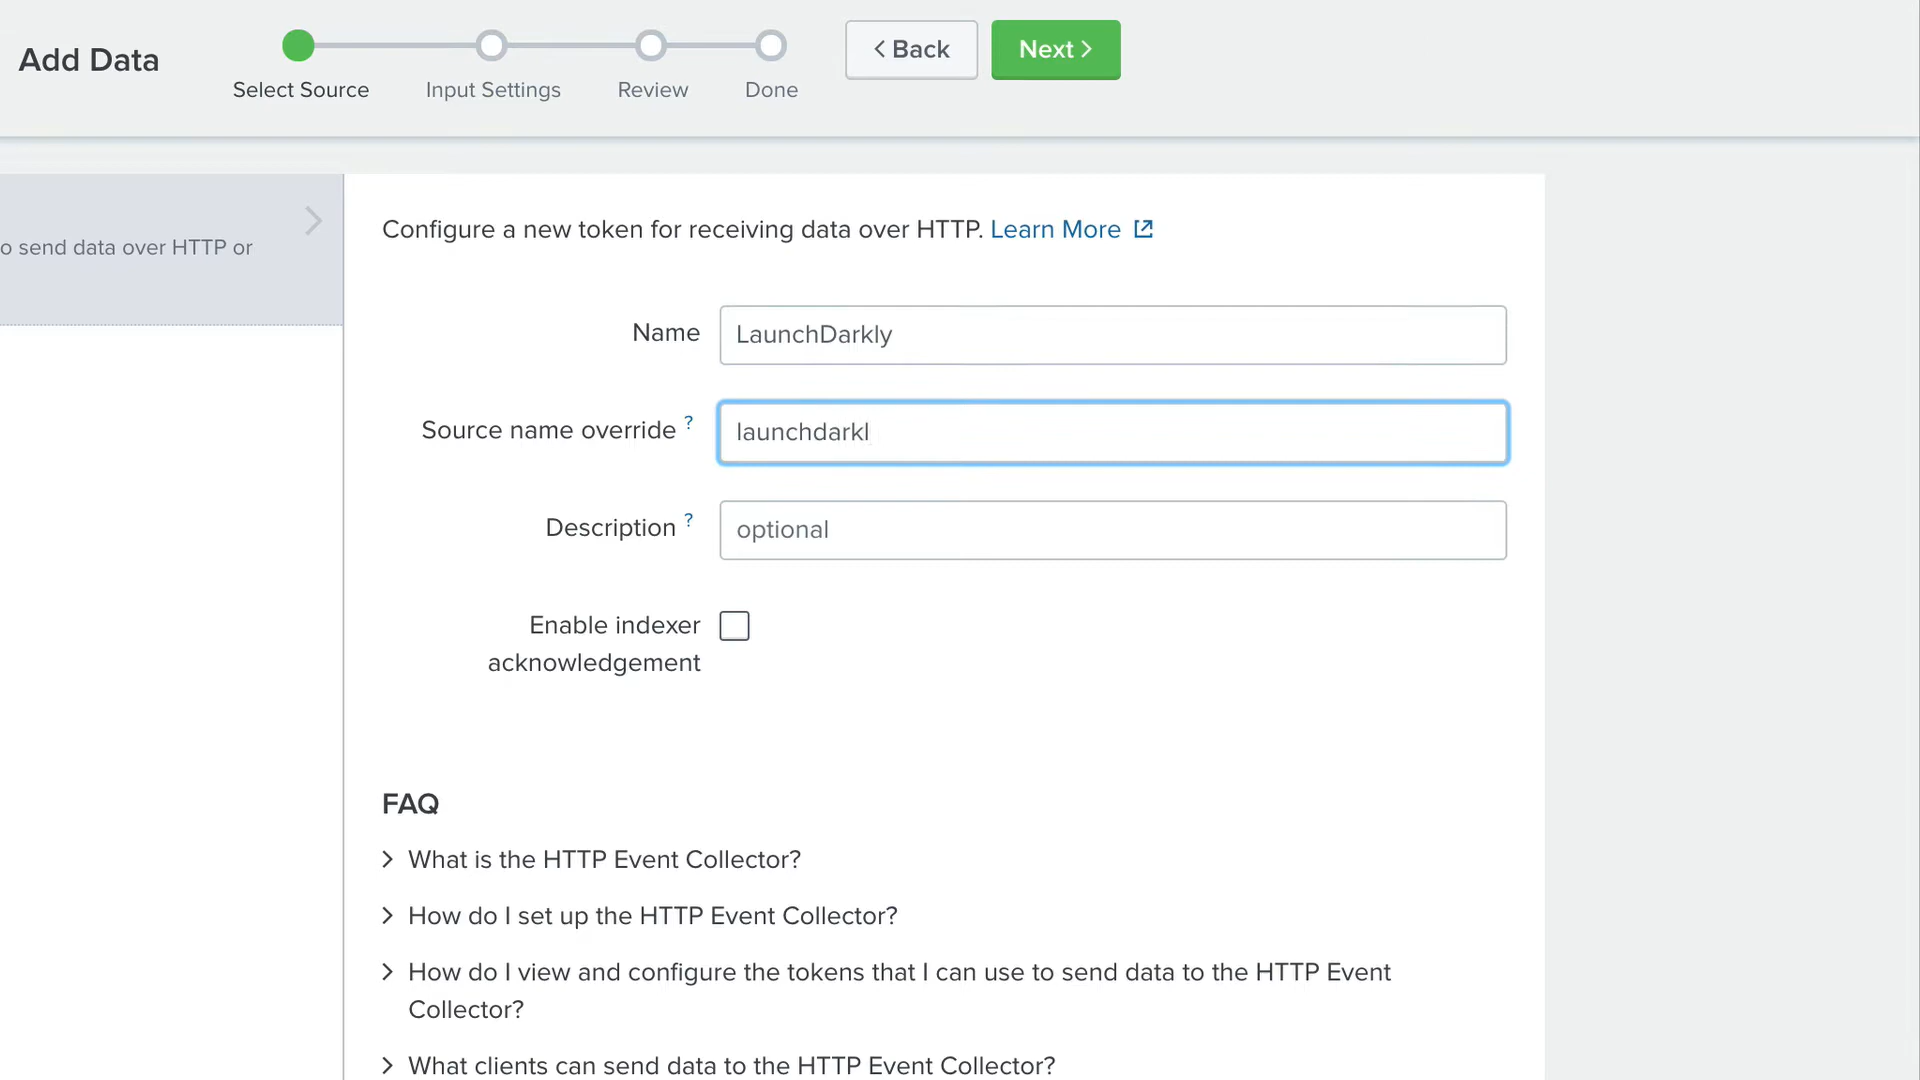 Add Data
Select Source
Input Settings
Review
Done
Back
Next
o send data over HTTP or
Configure a new token for receiving data over HTTP. Learn More
Name
LaunchDarkly
Source name override ?
launchdarkl
Description ?
optional
Enable indexer
acknowledgement
FAQ
What is the HTTP Event Collector?
How do I set up the HTTP Event Collector?
How do I view and configure the tokens that I can use to send data to the HTTP Event
Collector?
What clients can send data to the HTTP Event Collector?